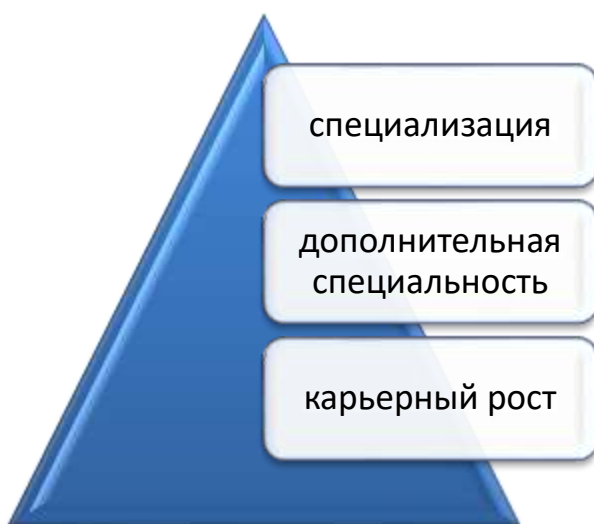 специализация
дополнительная
специальность
карьерный рост